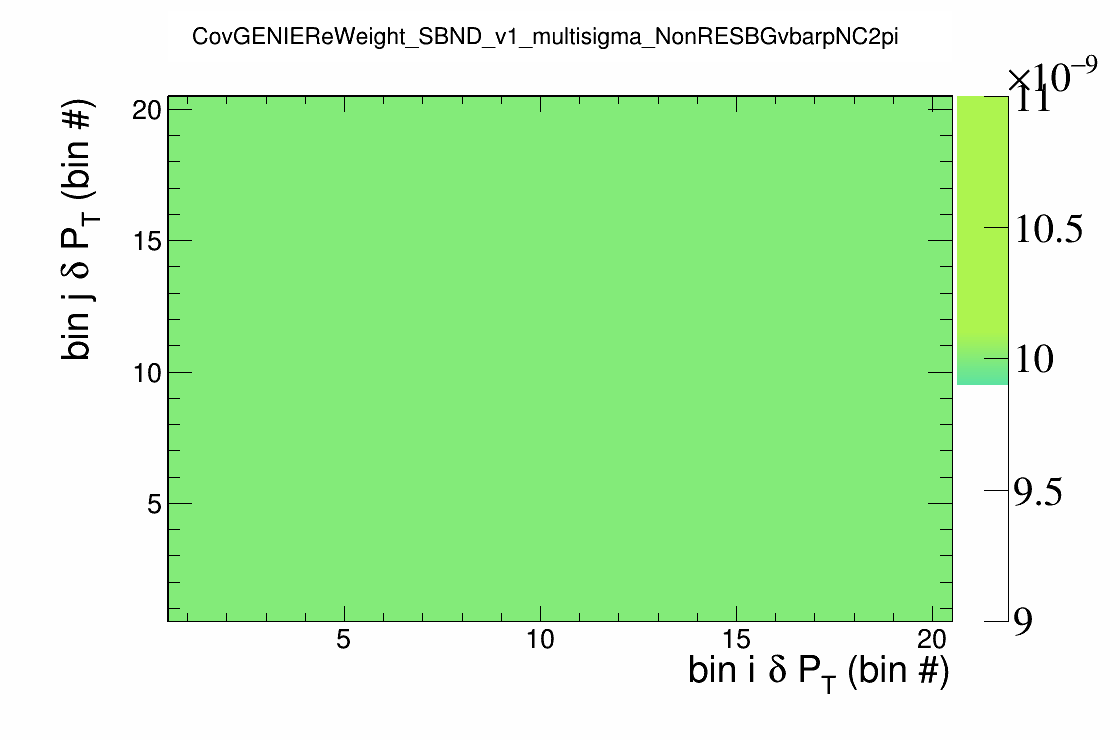 CovGENIEReWeight_SBND_v1_multisigma_NonRESBGvbarpNC2pi
×10⁻⁹
11
10.5
10
9.5
9
bin j δ P_T (bin #)
20
15
10
5
5 10 15 20
bin i δ P_T (bin #)